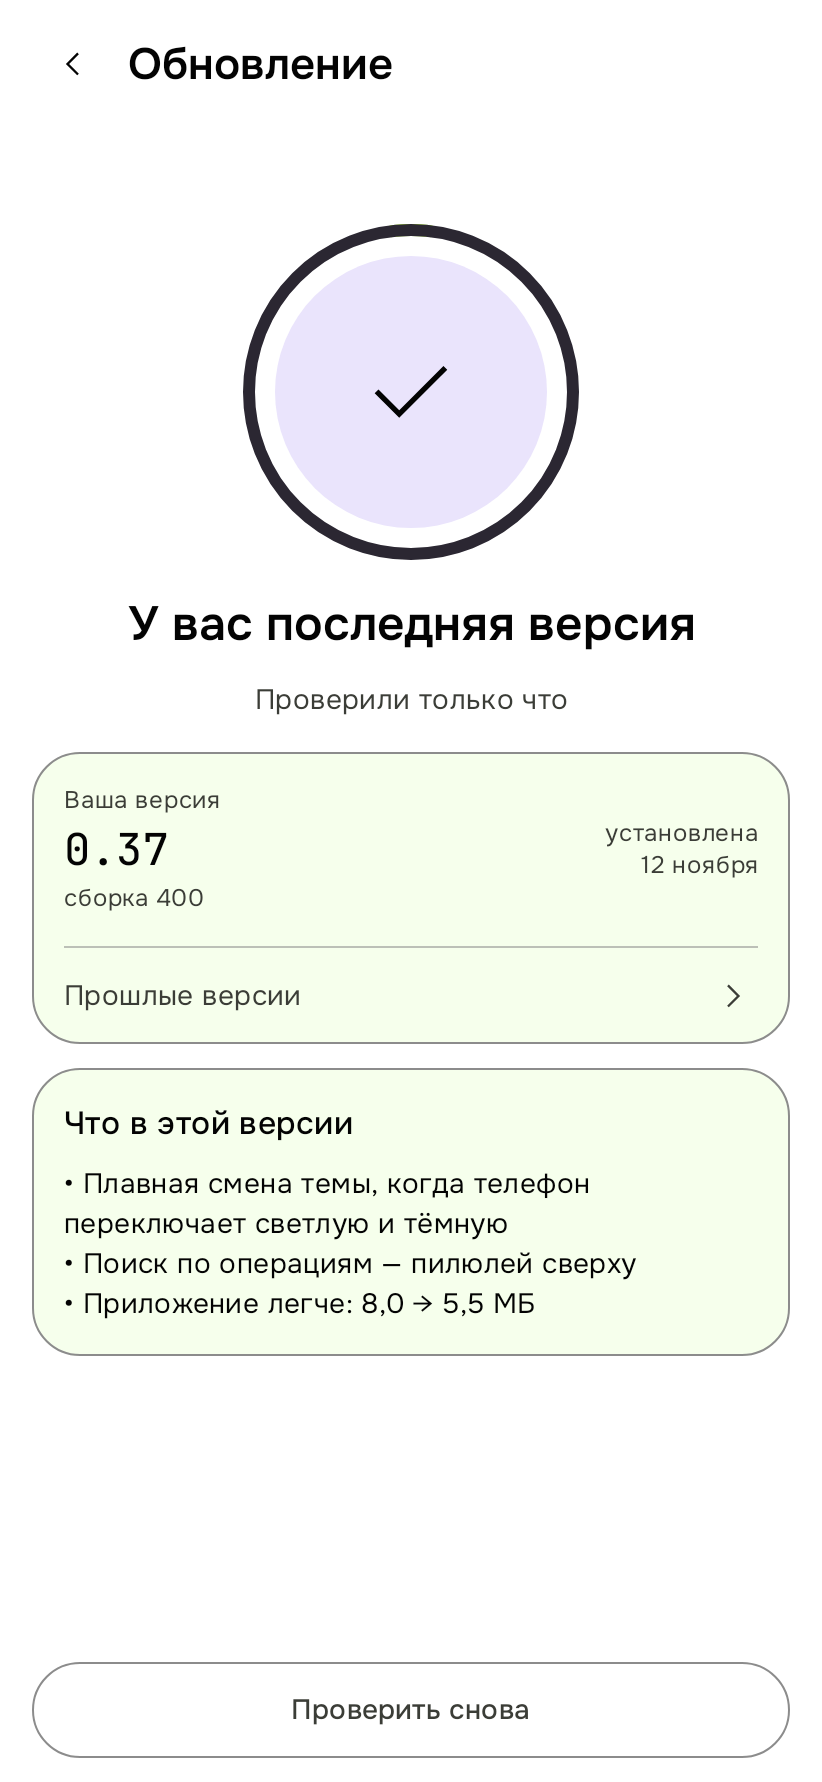 Обновление
У вас последняя версия
Проверили только что
Ваша версия
0.37
сборка 400
установлена
12 ноября
Прошлые версии
Что в этой версии
• Плавная смена темы, когда телефон
переключает светлую и тёмную
• Поиск по операциям — пилюлей сверху
• Приложение легче: 8,0 → 5,5 МБ
Проверить снова